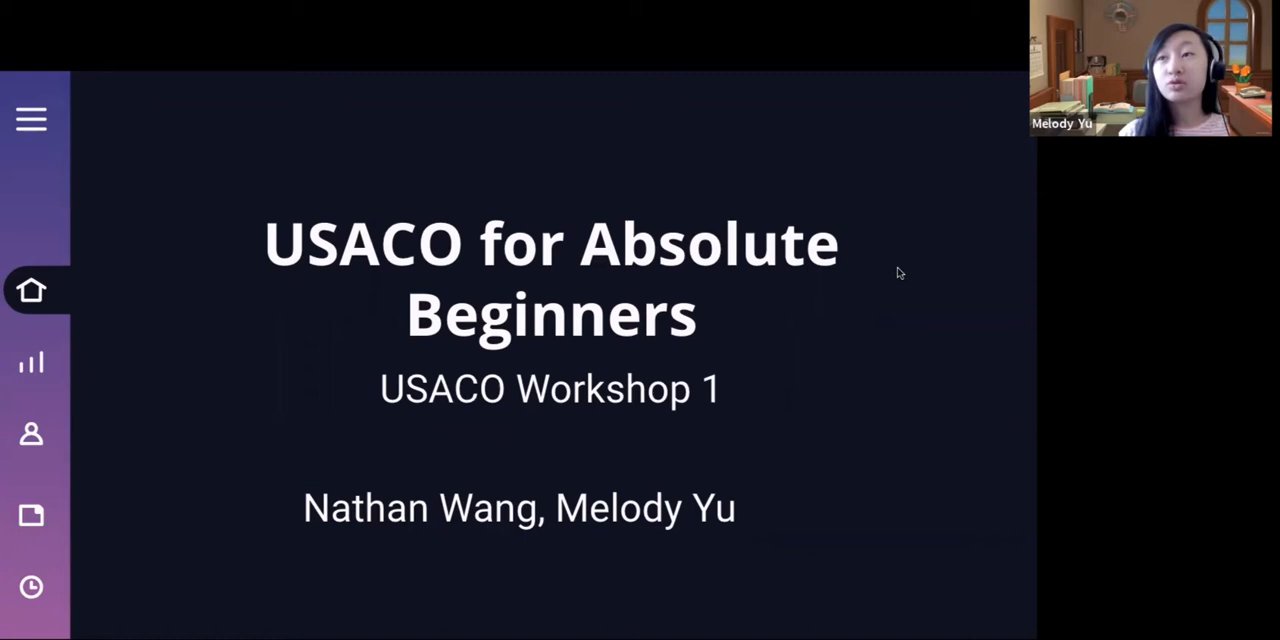 USACO for Absolute
Beginners
USACO Workshop 1
Nathan Wang, Melody Yu
Melody Yu